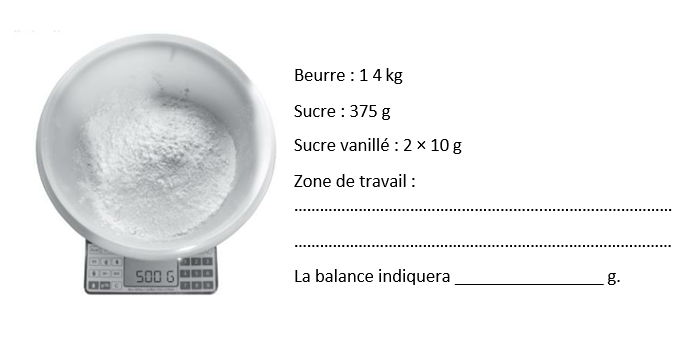 Beurre : 1 4 kg
Sucre : 375 g
Sucre vanillé : 2 × 10 g
Zone de travail :
..........................................................................................
..........................................................................................
La balance indiquera ________________ g.
500 G